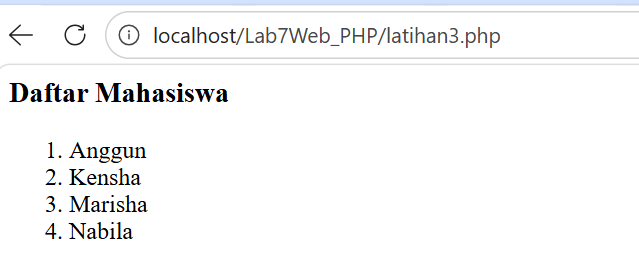 localhost/Lab7Web_PHP/latihan3.php
Daftar Mahasiswa
1. Anggun
2. Kensha
3. Marisha
4. Nabila